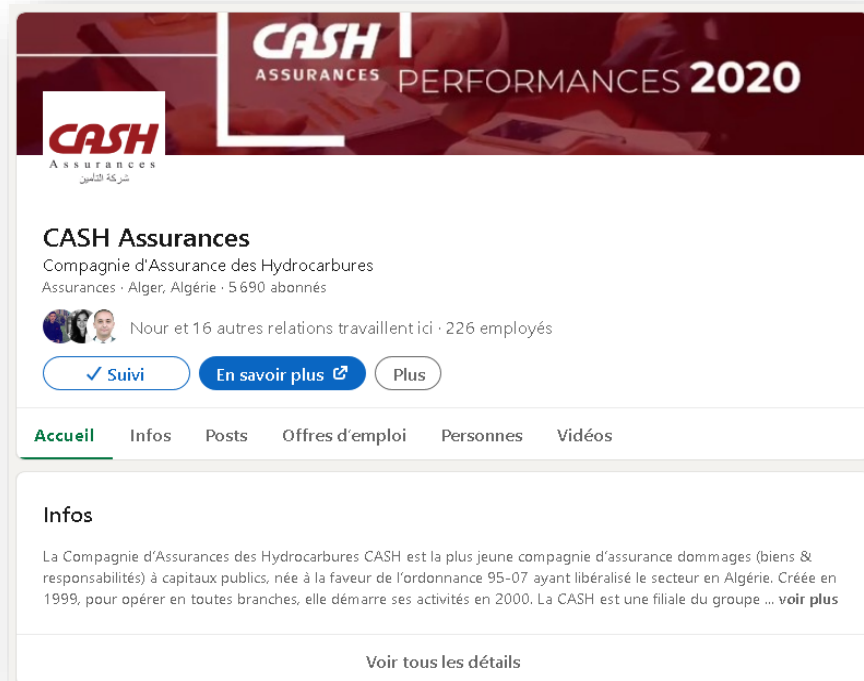 CASH
ASSURANCES
PERFORMANCES 2020
CASH
Assurances
شركة التأمين
CASH Assurances
Compagnie d'Assurance des Hydrocarbures
Assurances · Alger, Algérie · 5 690 abonnés
Nour et 16 autres relations travaillent ici · 226 employés
✓ Suivi
En savoir plus
Plus
Accueil Infos Posts Offres d'emploi Personnes Vidéos
Infos
La Compagnie d'Assurances des Hydrocarbures CASH est la plus jeune compagnie d'assurance dommages (biens &
responsabilités) à capitaux publics, née à la faveur de l'ordonnance 95-07 ayant libéralisé le secteur en Algérie. Créée en
1999, pour opérer en toutes branches, elle démarre ses activités en 2000. La CASH est une filiale du groupe ... voir plus
Voir tous les détails